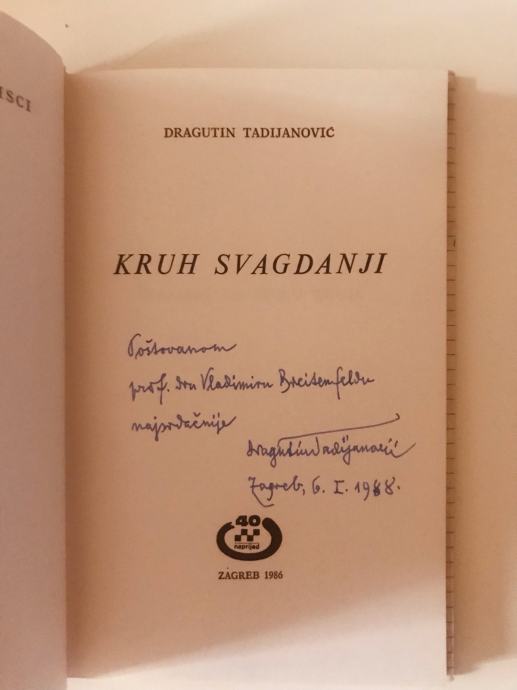 ISCI
DRAGUTIN TADIJANOVIĆ
KRUH SVAGDANJI
Poštovanom
prof. dru Vladimiru Breitenfeldu
najsrdačnije
Dragutin Tadijanović
Zagreb, 6. I. 1988.
40
naprijed
ZAGREB 1986